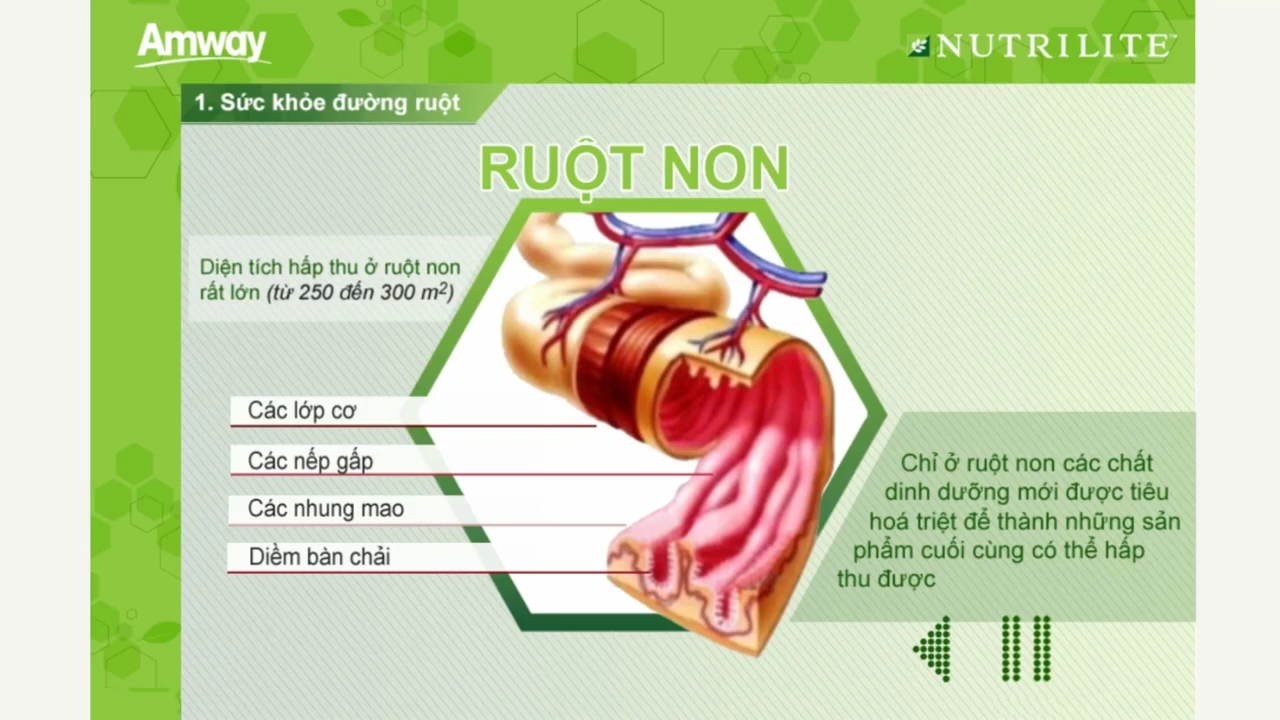 Amway
NUTRILITE™
1. Sức khỏe đường ruột
RUỘT NON
Diện tích hấp thu ở ruột non
rất lớn (từ 250 đến 300 m²)
Các lớp cơ
Các nếp gấp
Các nhung mao
Diềm bàn chải
Chỉ ở ruột non các chất
dinh dưỡng mới được tiêu
hoá triệt để thành những sản
phẩm cuối cùng có thể hấp
thu được